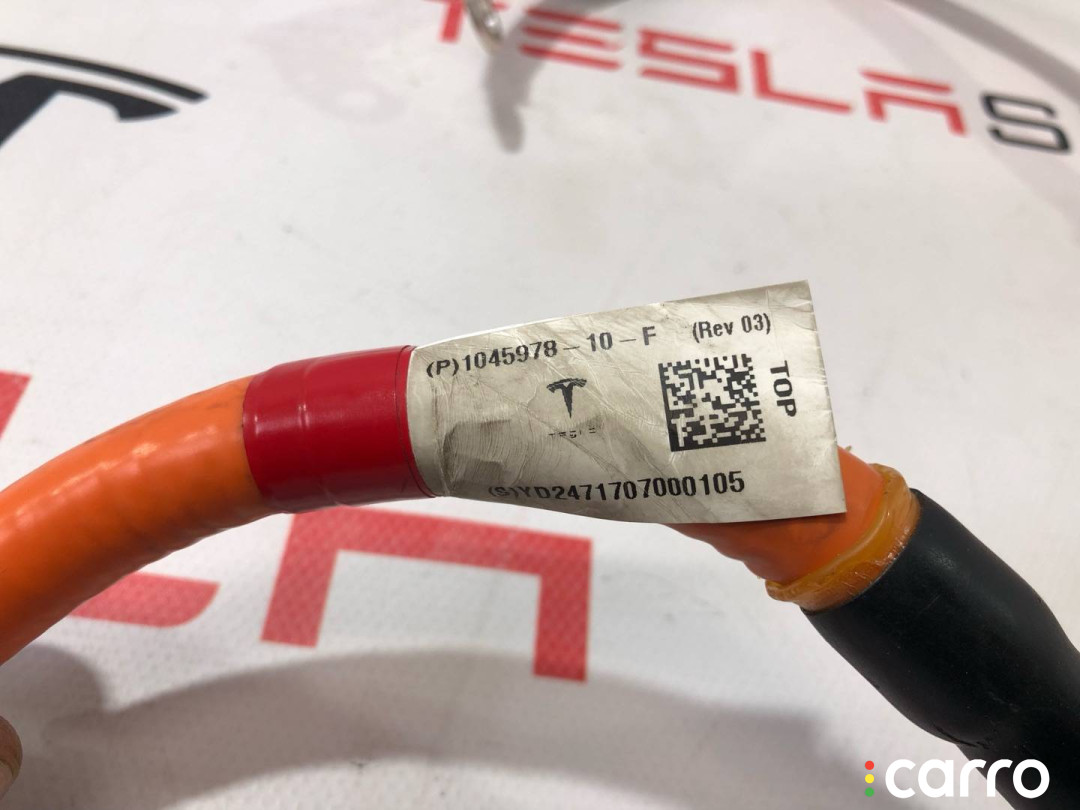 TESLA S
(P)1045978-10-F (Rev 03)
TOP
TESLA
(S)YD2471707000105
carro